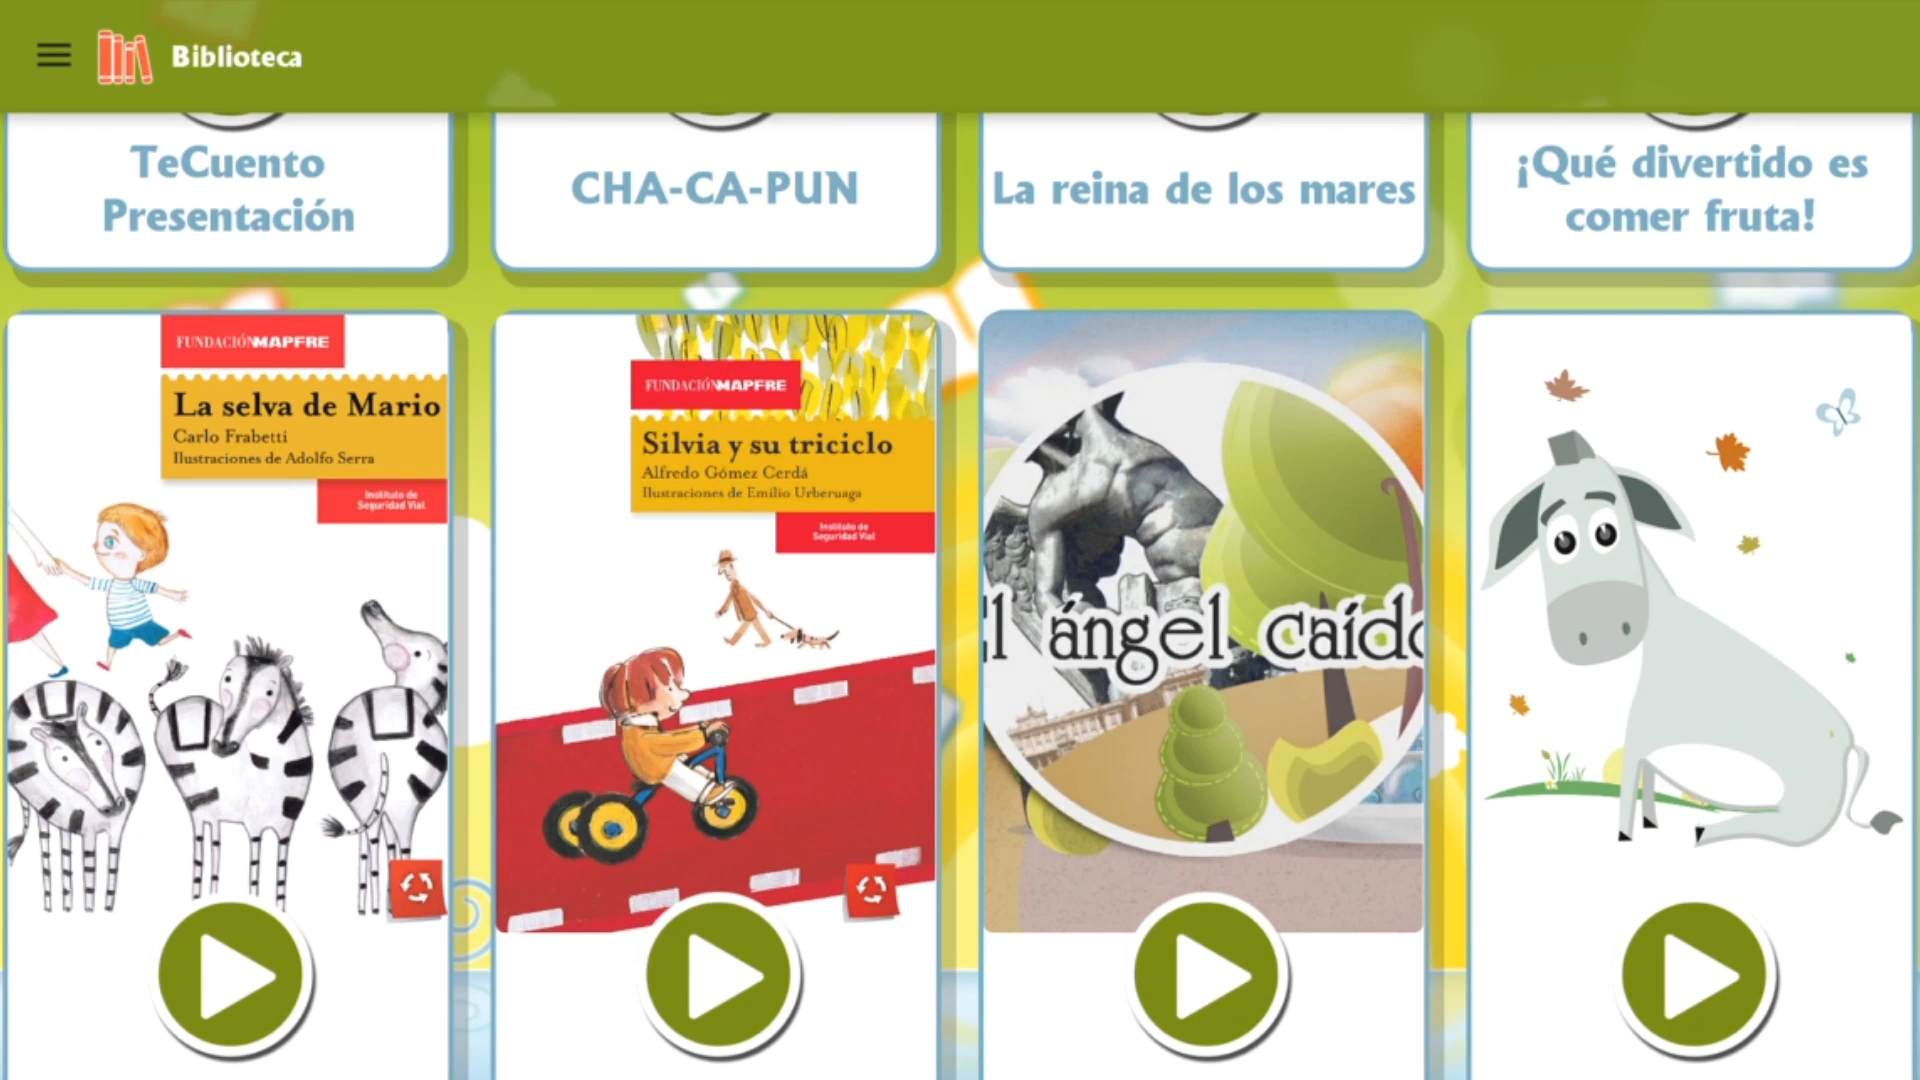 Biblioteca
TeCuento
Presentación
CHA-CA-PUN
La reina de los mares
¡Qué divertido es
comer fruta!
FUNDACIÓNMAPFRE
La selva de Mario
Carlo Frabetti
Ilustraciones de Adolfo Serra
Instituto de
Seguridad Vial
FUNDACIÓNMAPFRE
Silvia y su triciclo
Alfredo Gómez Cerdá
Ilustraciones de Emilio Urberuaga
Instituto de
Seguridad Vial
El ángel caído